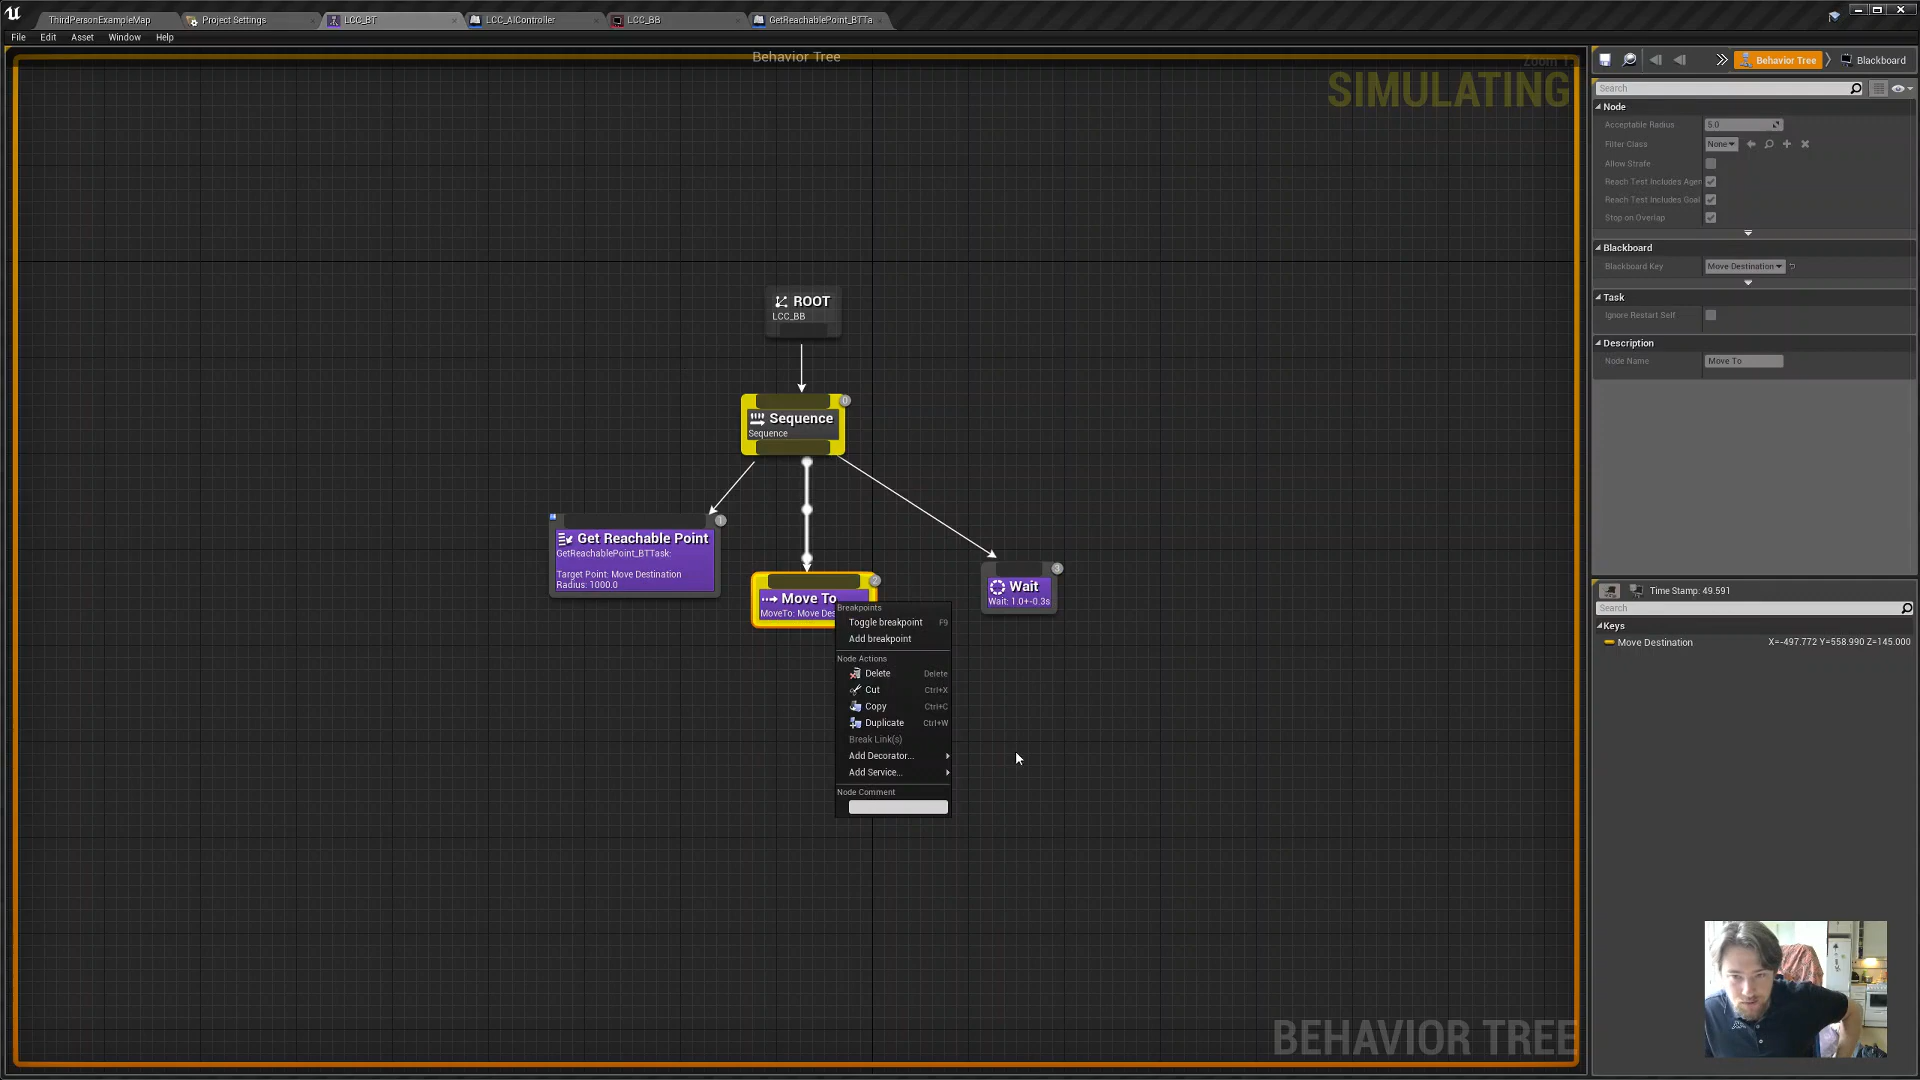 ThirdPersonExampleMap
Project Settings
LCC_BT
LCC_AIController
LCC_BB
GetReachablePoint_BTTa
File Edit Asset Window Help
Behavior Tree
SIMULATING
ROOT
LCC_BB
Sequence
Sequence
0
Get Reachable Point
GetReachablePoint_BTTask:
Target Point: Move Destination
Radius: 1000.0
1
Move To
MoveTo: Move Des
2
Wait
Wait: 1.0+-0.3s
3
Breakpoints
Toggle breakpoint F9
Add breakpoint
Node Actions
Delete Delete
Cut Ctrl+X
Copy Ctrl+C
Duplicate Ctrl+W
Break Link(s)
Add Decorator...
Add Service...
Node Comment
BEHAVIOR TREE
Behavior Tree
Blackboard
Search
Node
Acceptable Radius 5.0
Filter Class None
Allow Strafe
Reach Test Includes Agen
Reach Test Includes Goal
Stop on Overlap
Blackboard
Blackboard Key Move Destination
Task
Ignore Restart Self
Description
Node Name Move To
Time Stamp: 49.591
Search
Keys
Move Destination X=-497.772 Y=558.990 Z=145.000